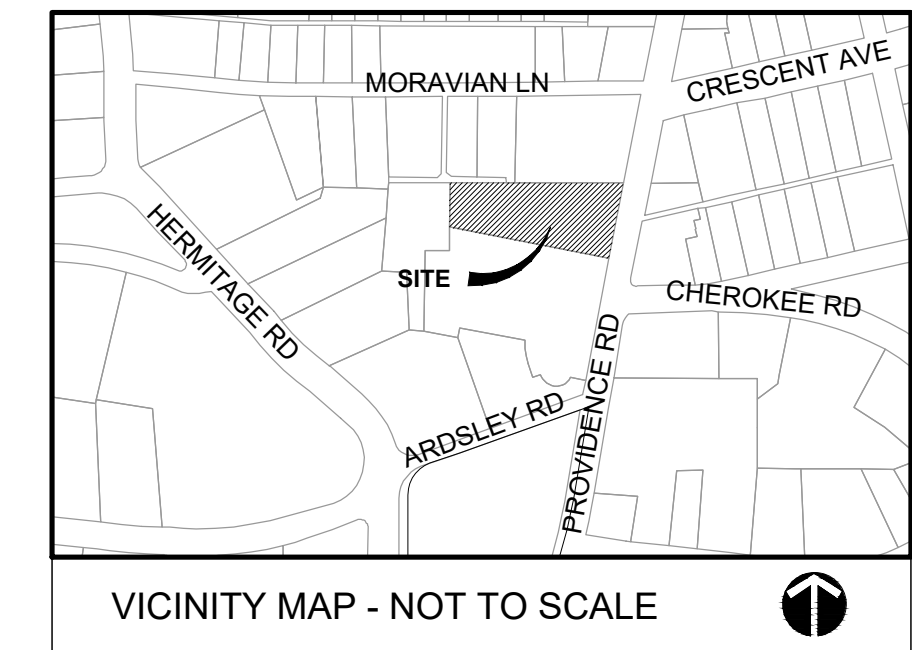 MORAVIAN LN
CRESCENT AVE
HERMITAGE RD
SITE
CHEROKEE RD
PROVIDENCE RD
ARDSLEY RD
VICINITY MAP - NOT TO SCALE